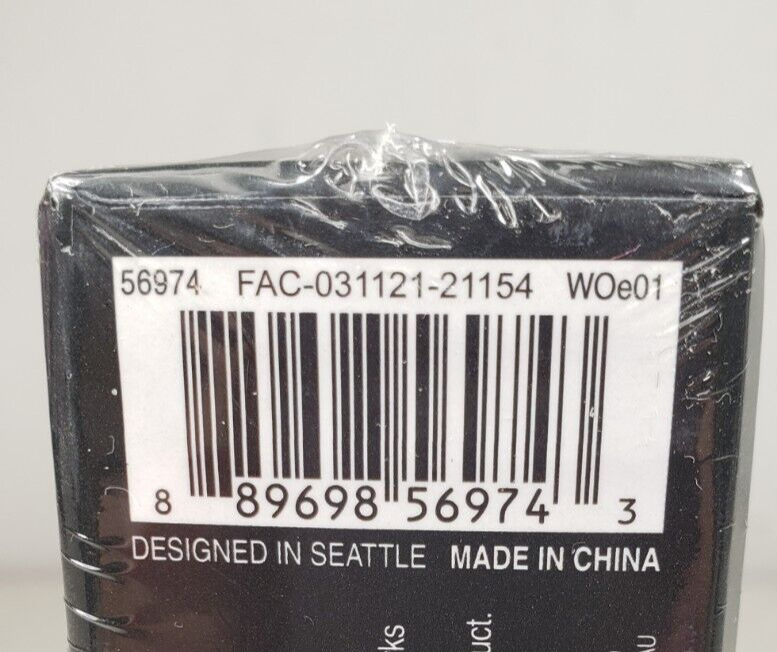 56974 FAC-031121-21154 WOe01
8 89698 56974 3
DESIGNED IN SEATTLE MADE IN CHINA